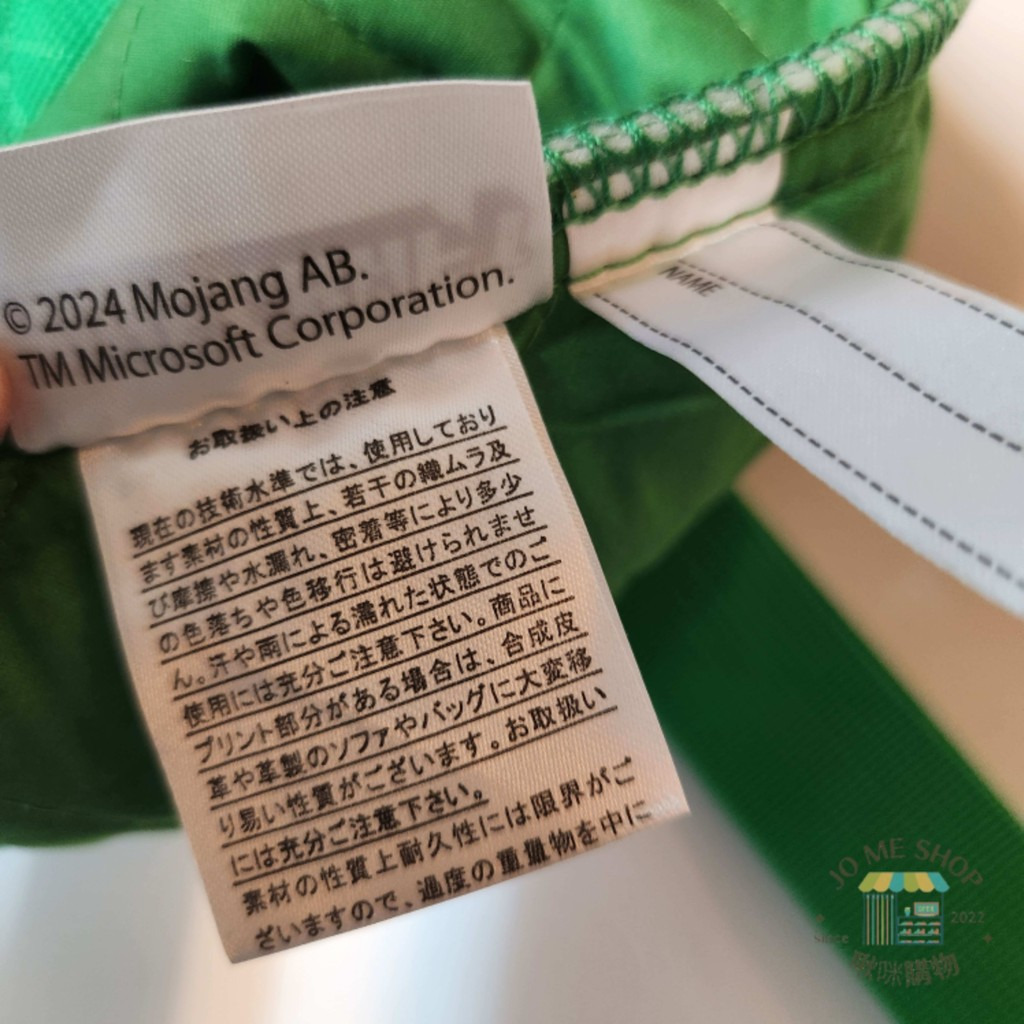 © 2024 Mojang AB.
TM Microsoft Corporation.
NAME
お取扱い上の注意
現在の技術水準では、使用しており
ます素材の性質上、若干の織ムラ及
び摩擦や水濡れ、密着等により多少
の色落ちや色移行は避けられませ
ん。汗や雨による濡れた状態でのご
使用には充分ご注意下さい。商品に
プリント部分がある場合は、合成皮
革や革製のソファやバッグに大変移
り易い性質がございます。お取扱い
には充分ご注意下さい。
素材の性質上耐久性には限界がご
ざいますので、過度の重量物を中に
JO ME SHOP
Since 2022
啾咪購物